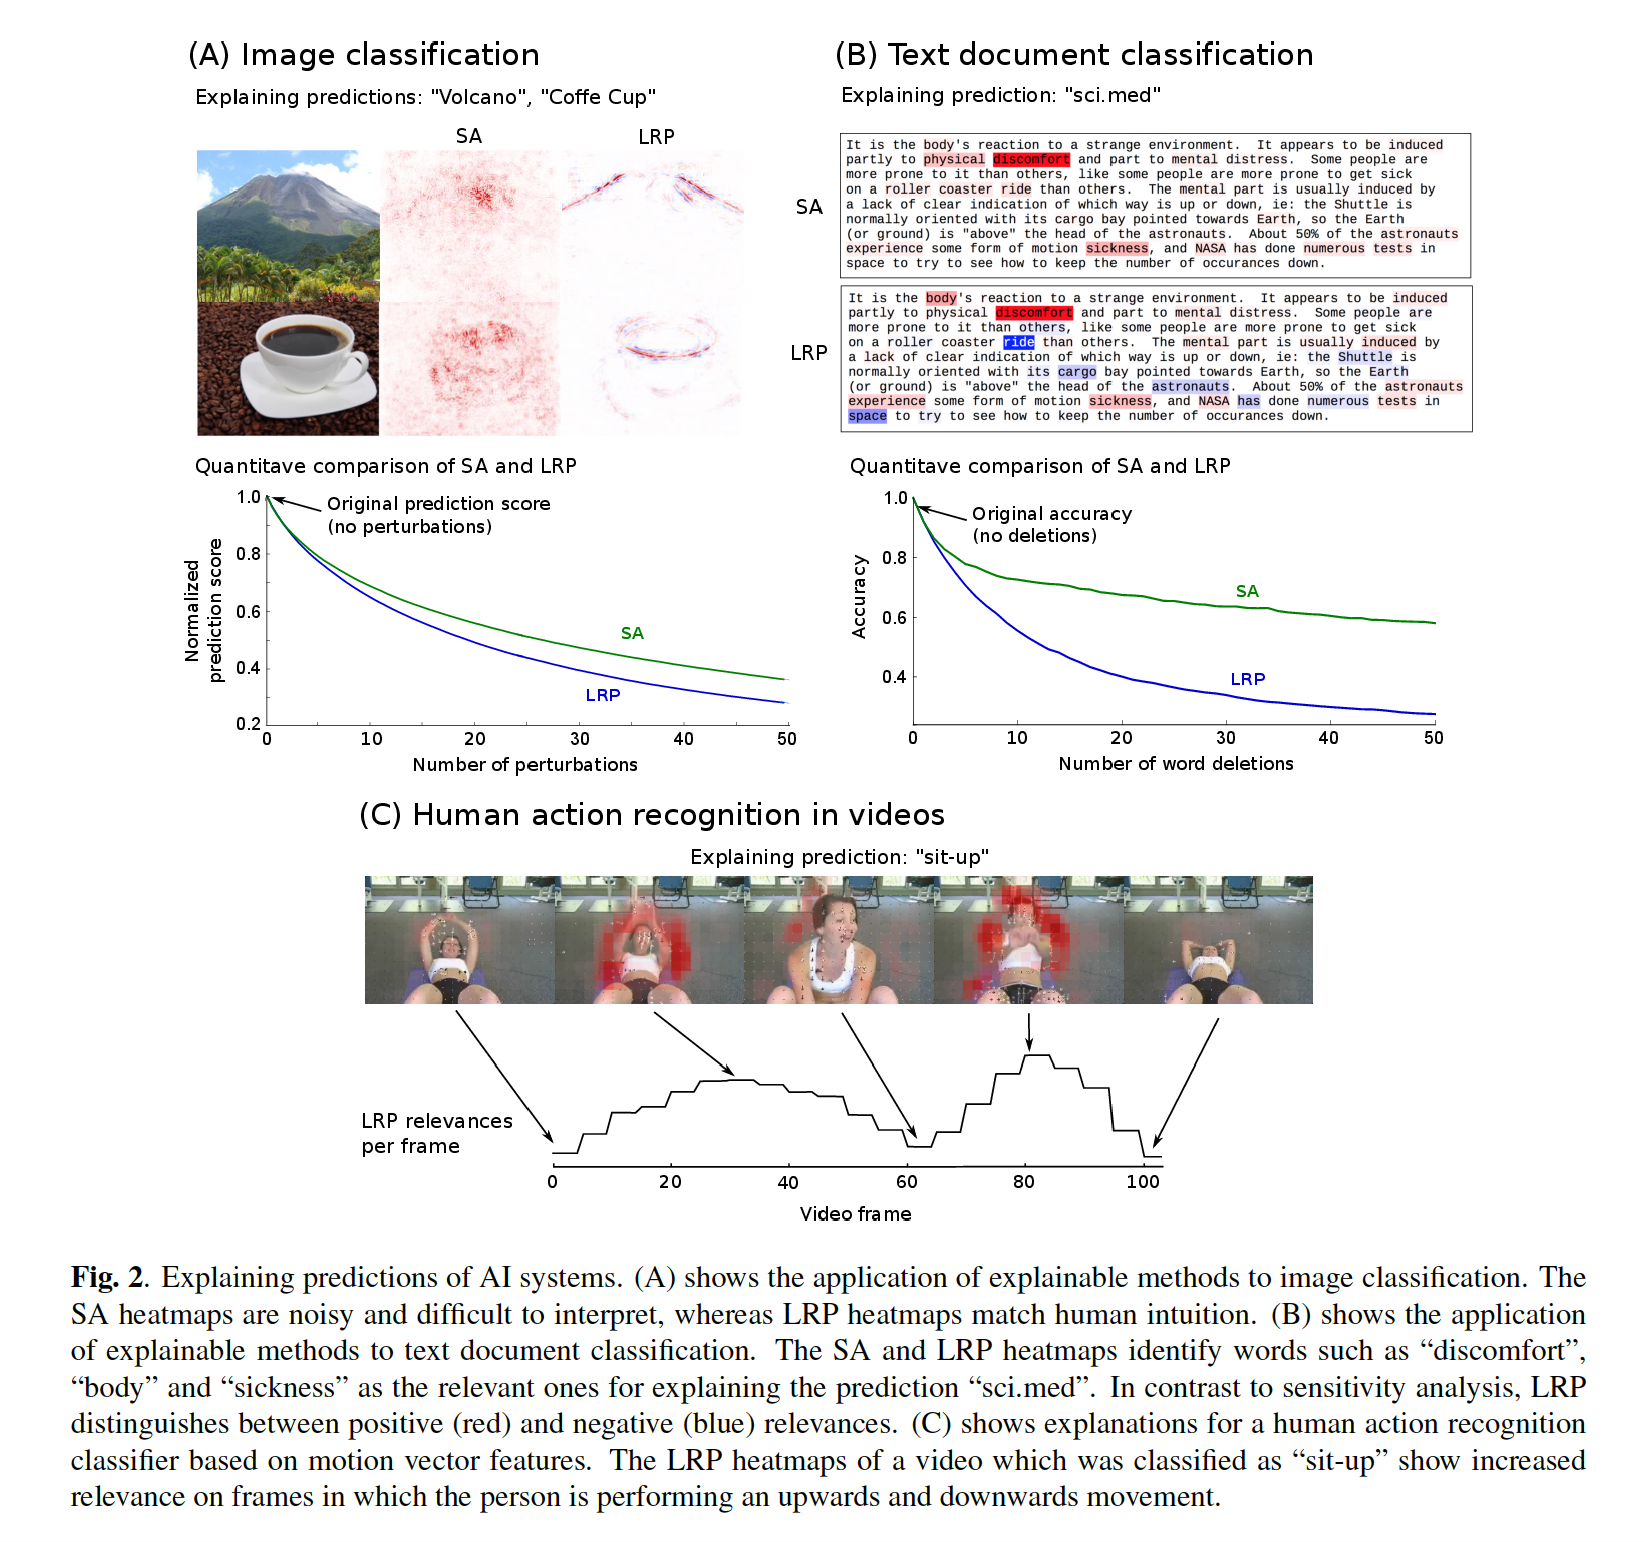 (A) Image classification
Explaining predictions: "Volcano", "Coffe Cup"
SA
LRP
Quantitave comparison of SA and LRP
1.0
0.8
0.6
0.4
0.2
Normalized
prediction score
Original prediction score
(no perturbations)
SA
LRP
0 10 20 30 40 50
Number of perturbations
(B) Text document classification
Explaining prediction: "sci.med"
SA
It is the body's reaction to a strange environment. It appears to be induced
partly to physical discomfort and part to mental distress. Some people are
more prone to it than others, like some people are more prone to get sick
on a roller coaster ride than others. The mental part is usually induced by
a lack of clear indication of which way is up or down, ie: the Shuttle is
normally oriented with its cargo bay pointed towards Earth, so the Earth
(or ground) is "above" the head of the astronauts. About 50% of the astronauts
experience some form of motion sickness, and NASA has done numerous tests in
space to try to see how to keep the number of occurances down.
LRP
It is the body's reaction to a strange environment. It appears to be induced
partly to physical discomfort and part to mental distress. Some people are
more prone to it than others, like some people are more prone to get sick
on a roller coaster ride than others. The mental part is usually induced by
a lack of clear indication of which way is up or down, ie: the Shuttle is
normally oriented with its cargo bay pointed towards Earth, so the Earth
(or ground) is "above" the head of the astronauts. About 50% of the astronauts
experience some form of motion sickness, and NASA has done numerous tests in
space to try to see how to keep the number of occurances down.
Quantitave comparison of SA and LRP
1.0
0.8
0.6
0.4
Accuracy
Original accuracy
(no deletions)
SA
LRP
0 10 20 30 40 50
Number of word deletions
(C) Human action recognition in videos
Explaining prediction: "sit-up"
LRP relevances
per frame
0 20 40 60 80 100
Video frame
Fig. 2. Explaining predictions of AI systems. (A) shows the application of explainable methods to image classification. The
SA heatmaps are noisy and difficult to interpret, whereas LRP heatmaps match human intuition. (B) shows the application
of explainable methods to text document classification. The SA and LRP heatmaps identify words such as “discomfort”,
“body” and “sickness” as the relevant ones for explaining the prediction “sci.med”. In contrast to sensitivity analysis, LRP
distinguishes between positive (red) and negative (blue) relevances. (C) shows explanations for a human action recognition
classifier based on motion vector features. The LRP heatmaps of a video which was classified as “sit-up” show increased
relevance on frames in which the person is performing an upwards and downwards movement.